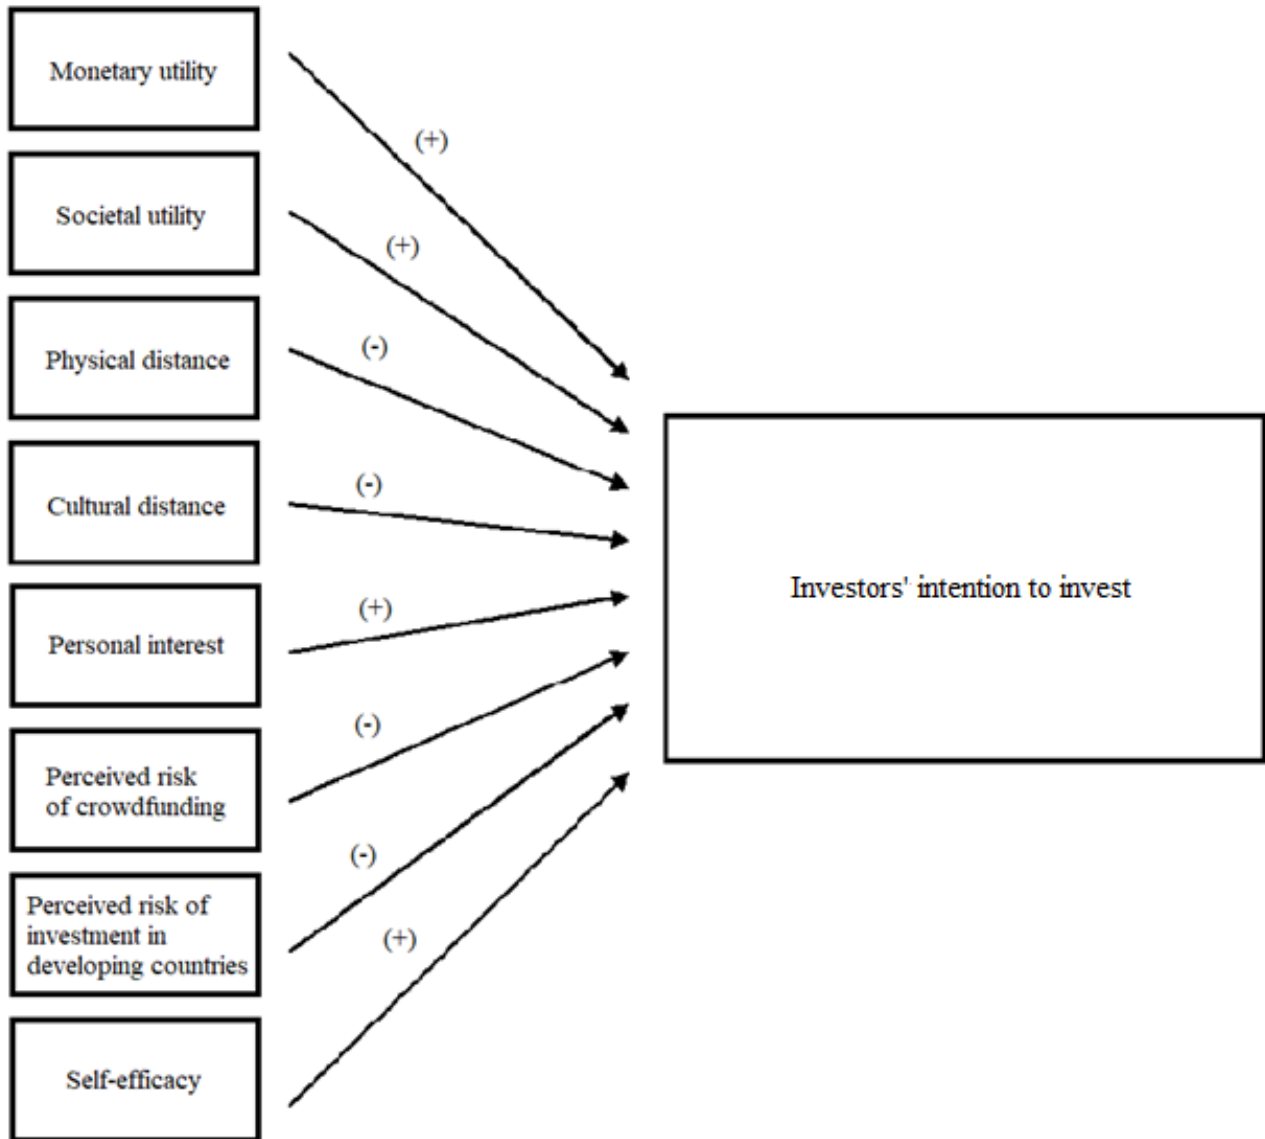 Monetary utility
(+)
Societal utility
(+)
Physical distance
(-)
Cultural distance
(-)
Investors' intention to invest
Personal interest
(+)
Perceived risk
of crowdfunding
(-)
Perceived risk of
investment in
developing countries
(-)
Self-efficacy
(+)